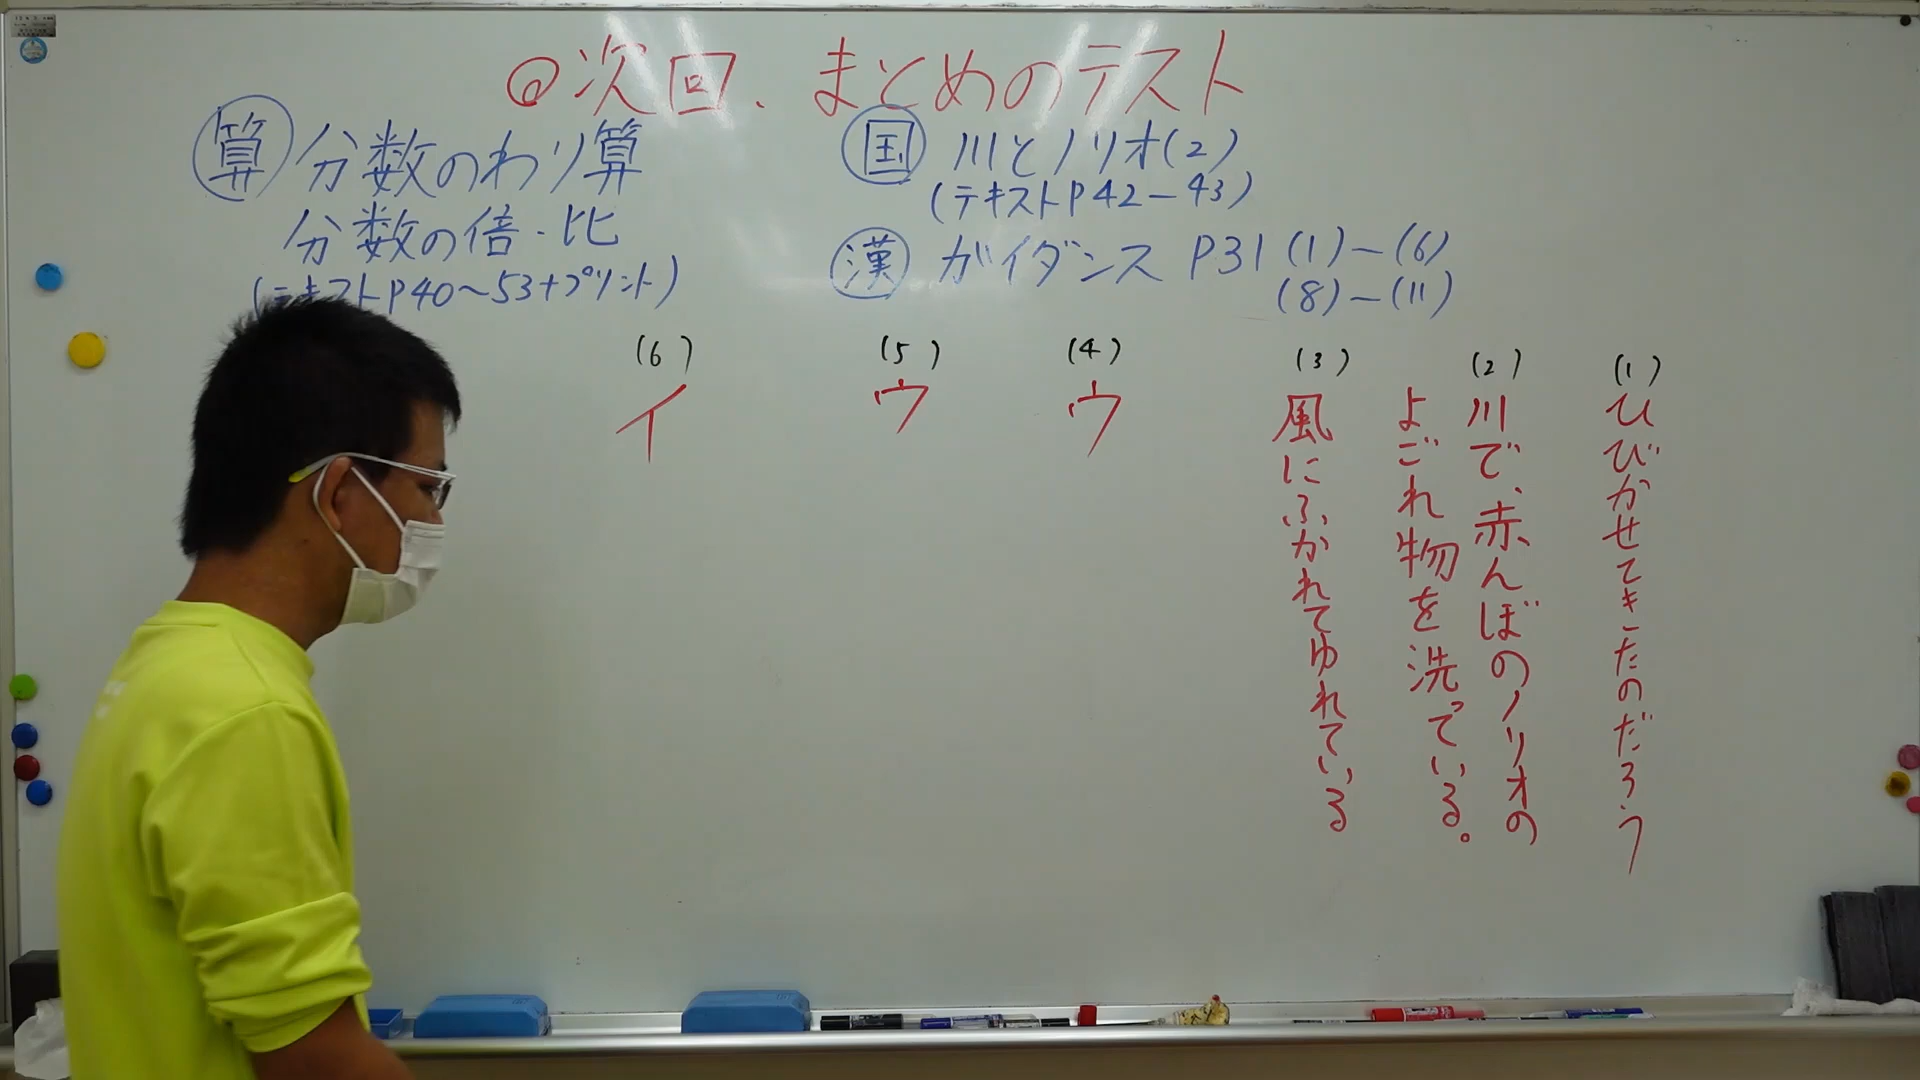 @次回、まとめのテスト
算 分数のわり算
分数の倍・比
(テキストP40～53+プリント)
国 川とノリオ(2)
(テキストP42－43)
漢 ガイダンス P31 (1)－(6)
(8)－(11)
(1)
ひびかせてきたのだろう
(2)
川で、赤んぼのノリオの
よごれ物を洗っている。
(3)
風にふかれてゆれている
(4)
ウ
(5)
ウ
(6)
イ